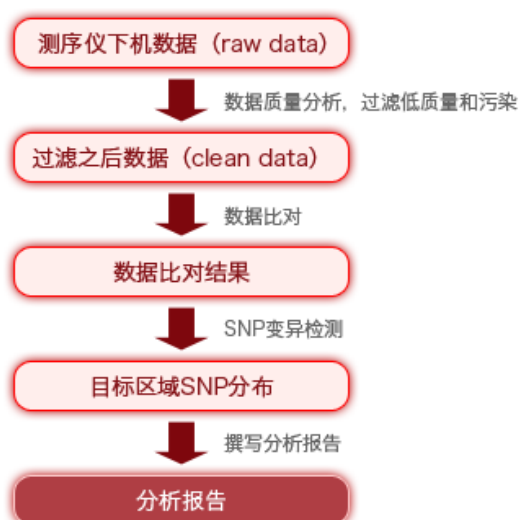 测序仪下机数据（raw data）
数据质量分析，过滤低质量和污染
过滤之后数据（clean data）
数据比对
数据比对结果
SNP变异检测
目标区域SNP分布
撰写分析报告
分析报告